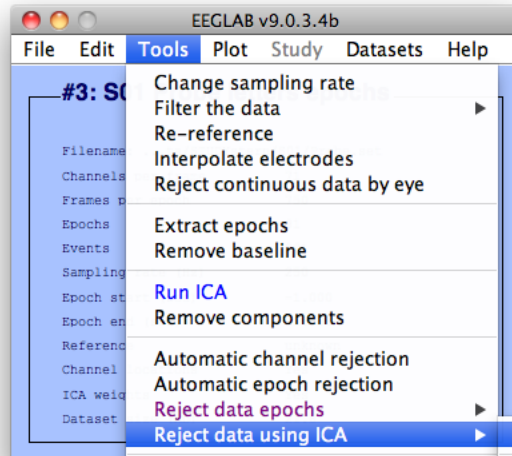 EEGLAB v9.0.3.4b
File Edit Tools Plot Study Datasets Help
#3: S01
Filename
Channels
Frames p
Epochs
Events
Sampling
Epoch st
Epoch en
Referenc
Channel
ICA weig
Dataset
Change sampling rate
Filter the data
Re-reference
Interpolate electrodes
Reject continuous data by eye
Extract epochs
Remove baseline
Run ICA
Remove components
Automatic channel rejection
Automatic epoch rejection
Reject data epochs
Reject data using ICA